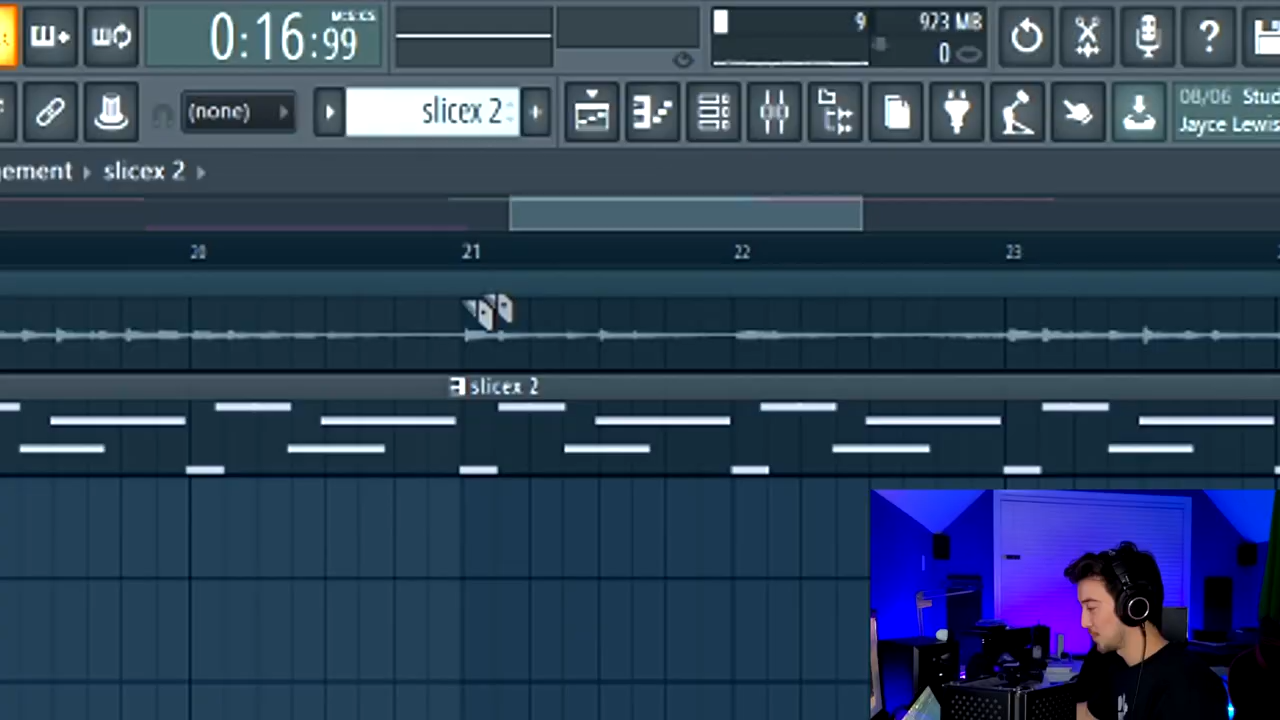 0:16:99
M:S:CS
9
923 MB
0
?
(none)
slicex 2
08/06 Stud
Jayce Lewis
ement slicex 2
20
21
22
23
slicex 2